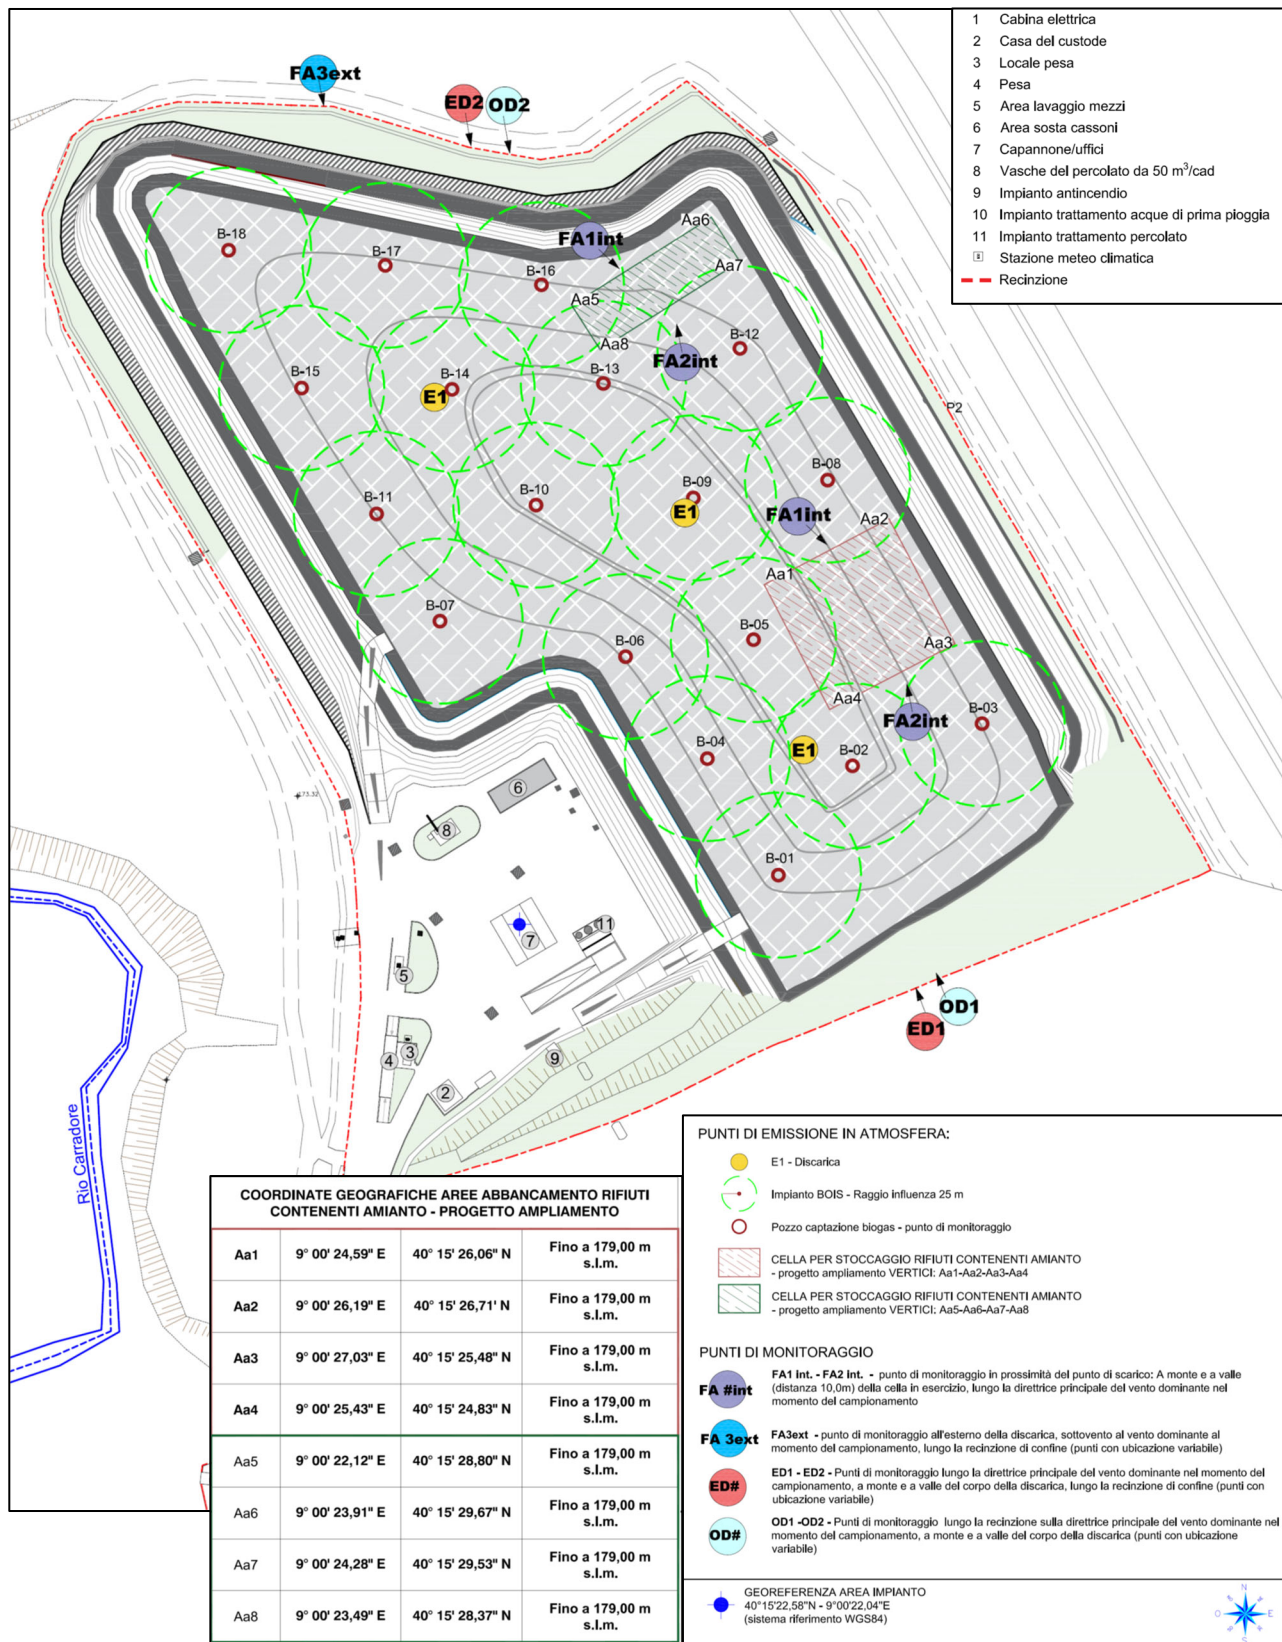 1 Cabina elettrica
2 Casa del custode
3 Locale pesa
4 Pesa
5 Area lavaggio mezzi
6 Area sosta cassoni
7 Capannone/uffici
8 Vasche del percolato da 50 m³/cad
9 Impianto antincendio
10 Impianto trattamento acque di prima pioggia
11 Impianto trattamento percolato
Stazione meteo climatica
Recinzione
FA3ext
ED2 OD2
Aa6
B-18
B-17
FA1int
B-16
Aa7
Aa5
B-12
Aa8
FA2int
B-13
B-15
B-14
E1
P2
B-08
B-09
B-11
B-10
E1
FA1int
Aa2
Aa1
B-07
B-05
B-06
Aa3
Aa4
B-03
FA2int
B-04
E1
B-02
6
8
B-01
7
11
5
OD1
ED1
4
3
9
2
Rio Carradore
COORDINATE GEOGRAFICHE AREE ABBANCAMENTO RIFIUTI
CONTENENTI AMIANTO - PROGETTO AMPLIAMENTO
Aa1 9° 00' 24,59" E 40° 15' 26,06" N Fino a 179,00 m
s.l.m.
Aa2 9° 00' 26,19" E 40° 15' 26,71' N Fino a 179,00 m
s.l.m.
Aa3 9° 00' 27,03" E 40° 15' 25,48" N Fino a 179,00 m
s.l.m.
Aa4 9° 00' 25,43" E 40° 15' 24,83" N Fino a 179,00 m
s.l.m.
Aa5 9° 00' 22,12" E 40° 15' 28,80" N Fino a 179,00 m
s.l.m.
Aa6 9° 00' 23,91" E 40° 15' 29,67" N Fino a 179,00 m
s.l.m.
Aa7 9° 00' 24,28" E 40° 15' 29,53" N Fino a 179,00 m
s.l.m.
Aa8 9° 00' 23,49" E 40° 15' 28,37" N Fino a 179,00 m
s.l.m.
PUNTI DI EMISSIONE IN ATMOSFERA:
E1 - Discarica
Impianto BOIS - Raggio influenza 25 m
Pozzo captazione biogas - punto di monitoraggio
CELLA PER STOCCAGGIO RIFIUTI CONTENENTI AMIANTO
- progetto ampliamento VERTICI: Aa1-Aa2-Aa3-Aa4
CELLA PER STOCCAGGIO RIFIUTI CONTENENTI AMIANTO
- progetto ampliamento VERTICI: Aa5-Aa6-Aa7-Aa8
PUNTI DI MONITORAGGIO
FA #int
FA1 int. - FA2 int. - punto di monitoraggio in prossimità del punto di scarico: A monte e a valle
(distanza 10,0m) della cella in esercizio, lungo la direttrice principale del vento dominante nel
momento del campionamento
FA 3ext
FA3ext - punto di monitoraggio all'esterno della discarica, sottovento al vento dominante al
momento del campionamento, lungo la recinzione di confine (punti con ubicazione variabile)
ED#
ED1 - ED2 - Punti di monitoraggio lungo la direttrice principale del vento dominante nel momento del
campionamento, a monte e a valle del corpo della discarica, lungo la recinzione di confine (punti con
ubicazione variabile)
OD#
OD1 -OD2 - Punti di monitoraggio lungo la recinzione sulla direttrice principale del vento dominante nel
momento del campionamento, a monte e a valle del corpo della discarica (punti con ubicazione
variabile)
GEOREFERENZA AREA IMPIANTO
40°15'22,58"N - 9°00'22,04"E
(sistema riferimento WGS84)
N
O E
S